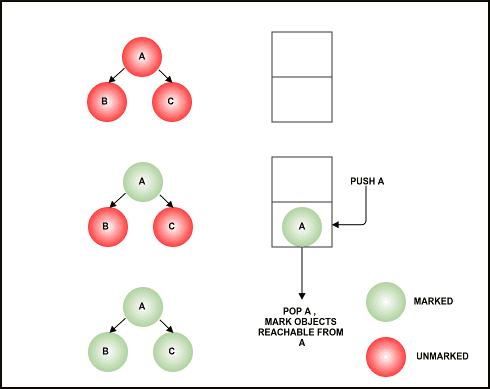 A
B
C
A
B
C
PUSH A
A
POP A ,
MARK OBJECTS
REACHABLE FROM
A
A
B
C
MARKED
UNMARKED